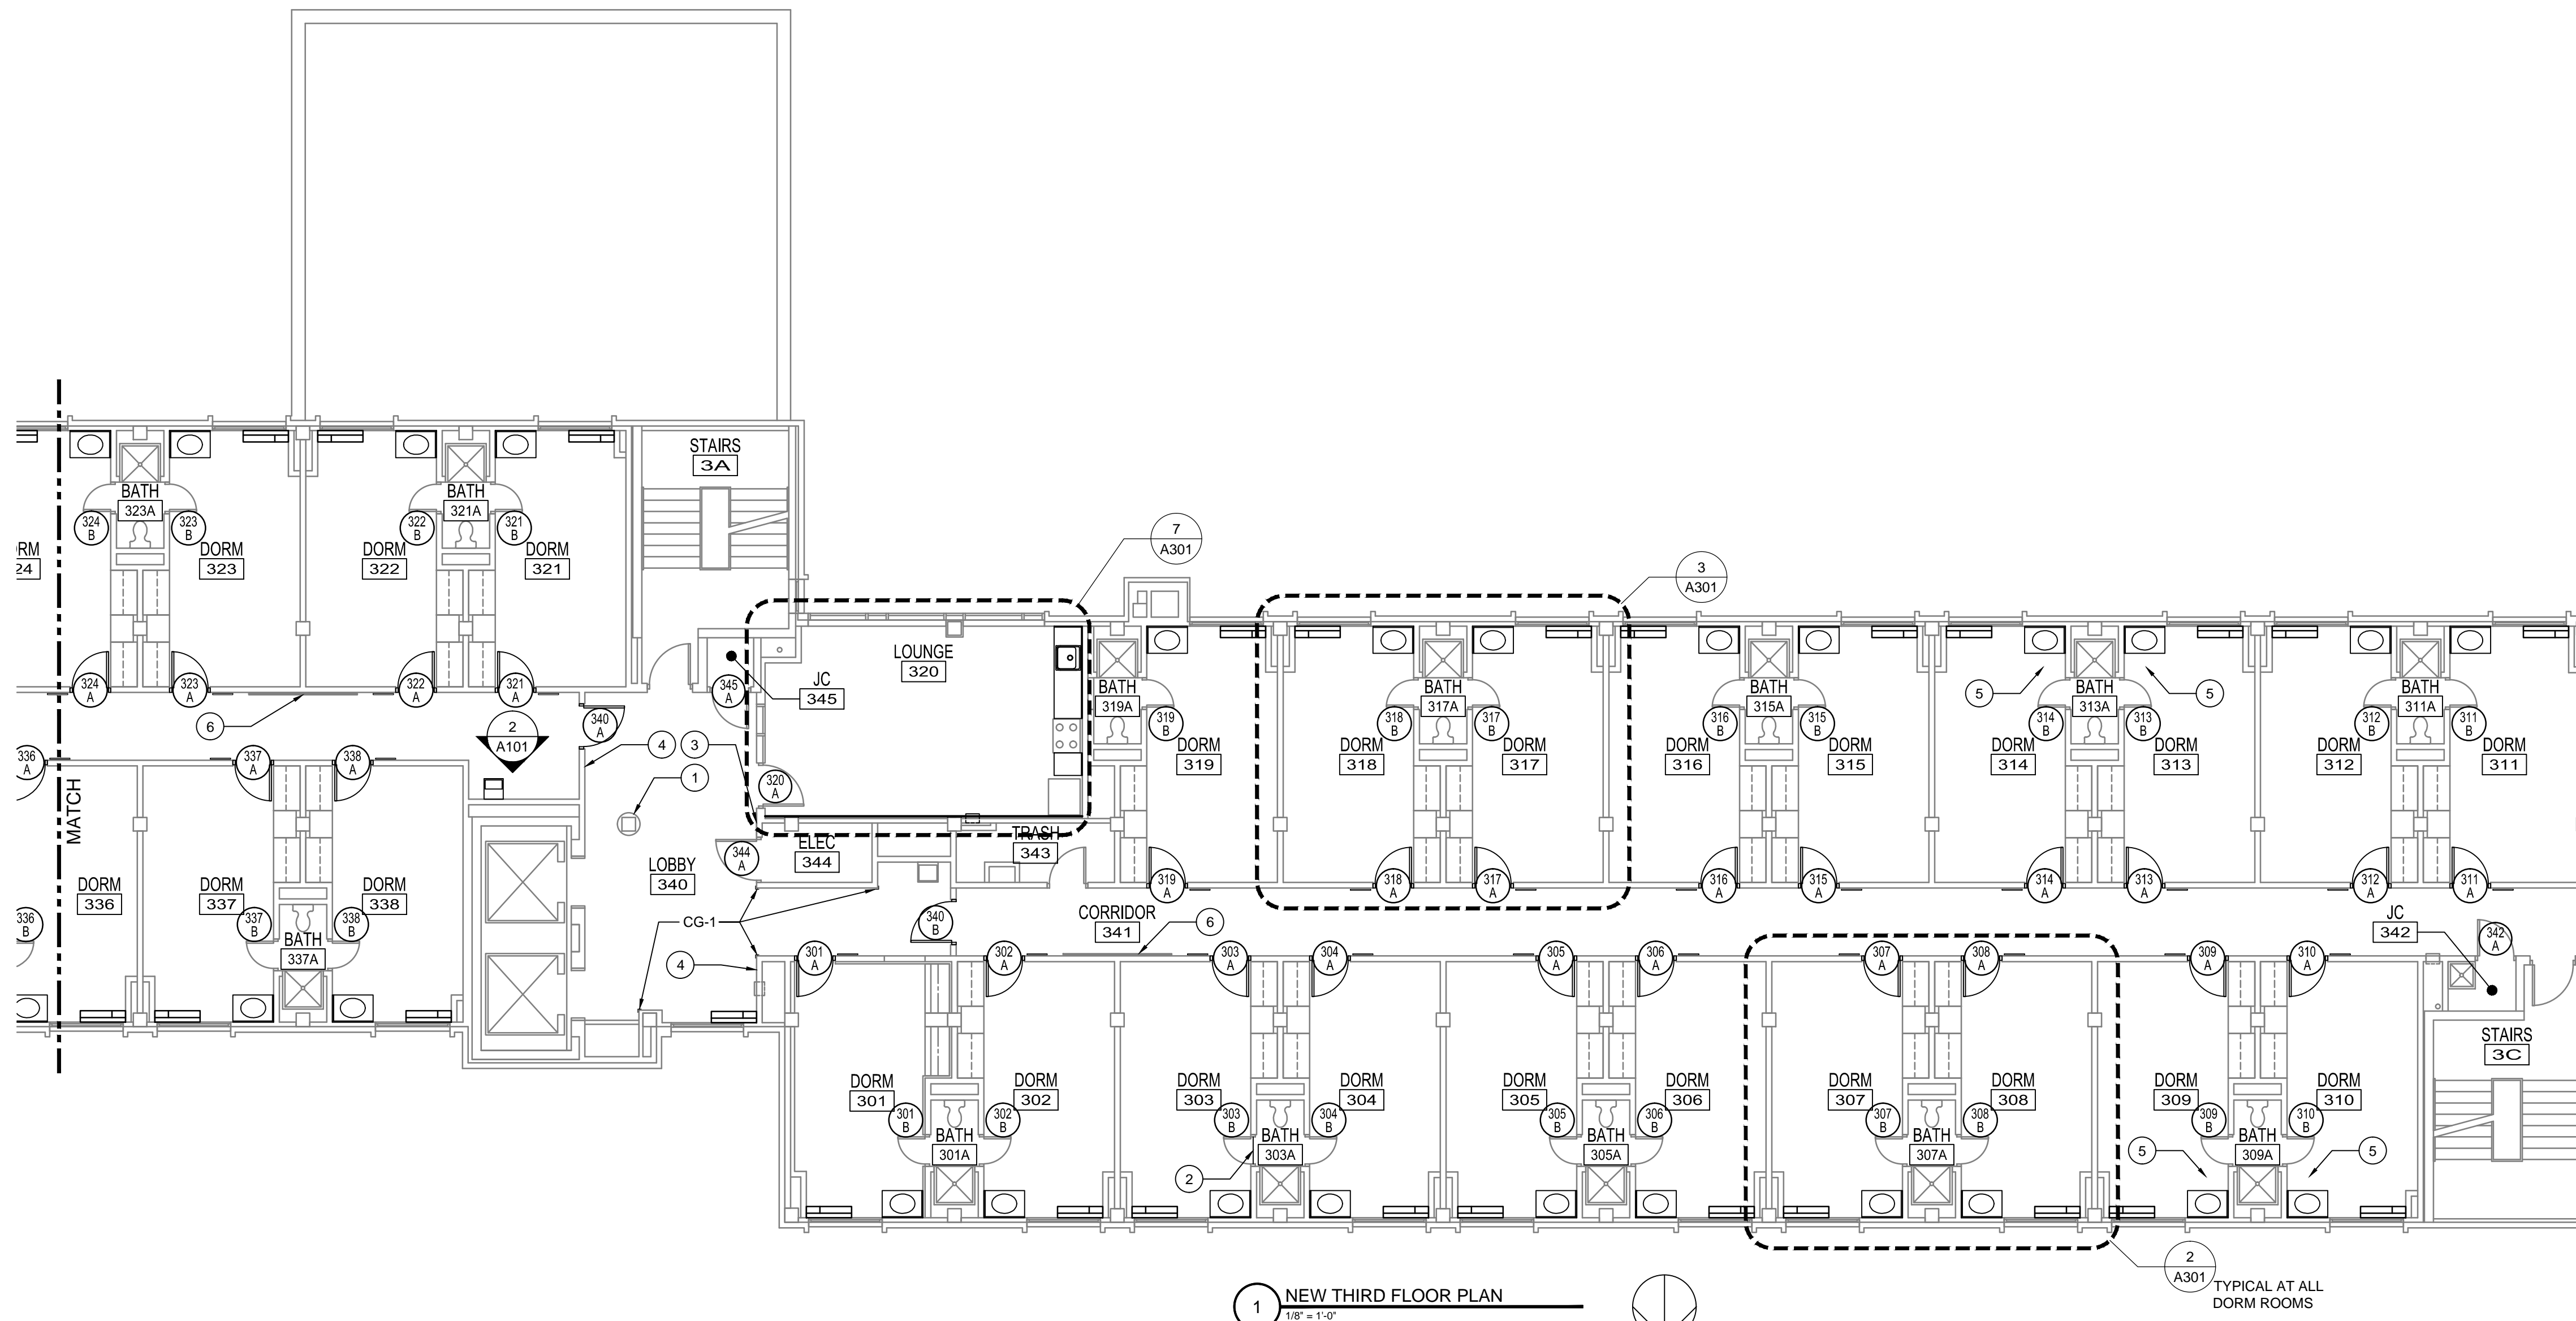 STAIRS
3A
BATH
323A
BATH
321A
324
B
323
B
322
B
321
B
RM
24
DORM
323
DORM
322
DORM
321
7
A301
3
A301
LOUNGE
320
JC
345
324
A
323
A
322
A
321
A
345
A
6
2
A101
340
A
4
3
1
320
A
BATH
319A
319
B
DORM
319
BATH
317A
318
B
317
B
DORM
318
DORM
317
BATH
315A
316
B
315
B
DORM
316
DORM
315
5
5
BATH
313A
314
B
313
B
DORM
314
DORM
313
BATH
311A
312
B
311
B
DORM
312
DORM
311
336
A
MATCH
337
A
338
A
DORM
336
DORM
337
DORM
338
336
B
337
B
338
B
BATH
337A
LOBBY
340
344
A
ELEC
344
TRASH
343
319
A
318
A
317
A
316
A
315
A
314
A
313
A
312
A
311
A
CG-1
340
B
CORRIDOR
341
6
JC
342
342
A
4
301
A
302
A
303
A
304
A
305
A
306
A
307
A
308
A
309
A
310
A
STAIRS
3C
DORM
301
DORM
302
DORM
303
DORM
304
DORM
305
DORM
306
DORM
307
DORM
308
DORM
309
DORM
310
301
B
302
B
303
B
304
B
305
B
306
B
307
B
308
B
309
B
310
B
BATH
301A
BATH
303A
BATH
305A
BATH
307A
BATH
309A
2
5
5
2
A301
TYPICAL AT ALL
DORM ROOMS
1
NEW THIRD FLOOR PLAN
1/8" = 1'-0"